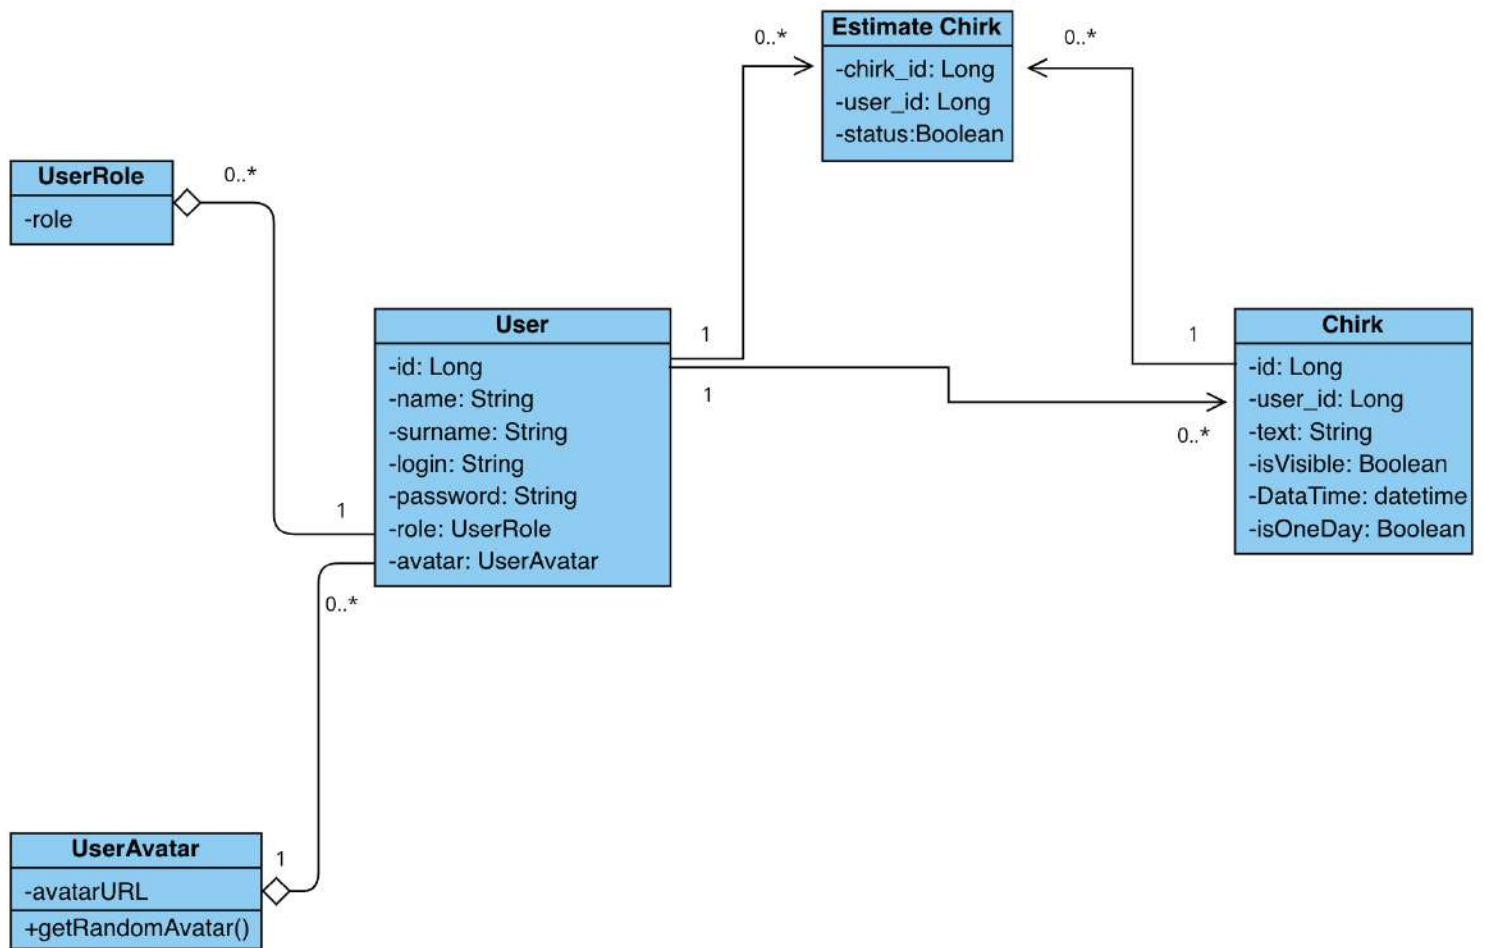 Estimate Chirk
-chirk_id: Long
-user_id: Long
-status:Boolean
0..*
0..*
UserRole
-role
0..*
User
-id: Long
-name: String
-surname: String
-login: String
-password: String
-role: UserRole
-avatar: UserAvatar
1
1
1
0..*
Chirk
-id: Long
-user_id: Long
-text: String
-isVisible: Boolean
-DataTime: datetime
-isOneDay: Boolean
1
0..*
UserAvatar
-avatarURL
+getRandomAvatar()
1